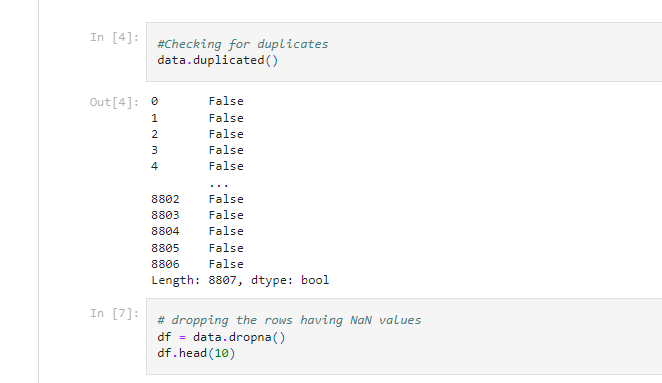 In [4]:
#Checking for duplicates
data.duplicated()
Out[4]:
0 False
1 False
2 False
3 False
4 False
...
8802 False
8803 False
8804 False
8805 False
8806 False
Length: 8807, dtype: bool
In [7]:
# dropping the rows having NaN values
df = data.dropna()
df.head(10)